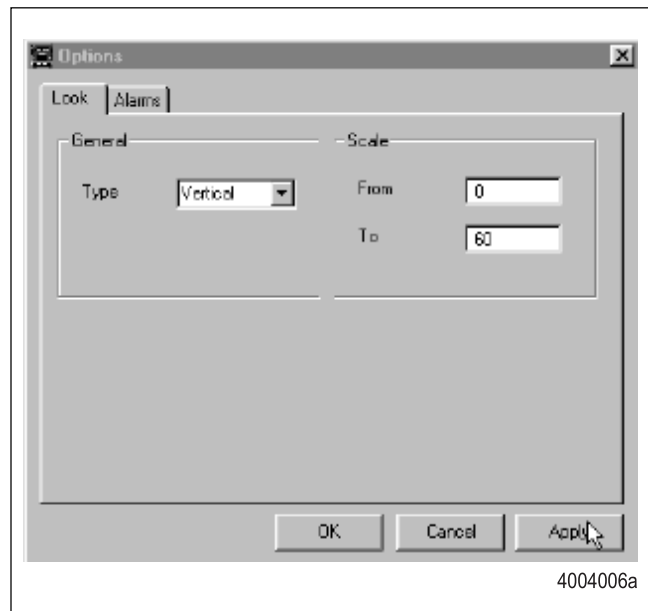 Options
Look Alarms
General
Type Vertical
Scale
From 0
To 60
OK Cancel Apply
4004006a